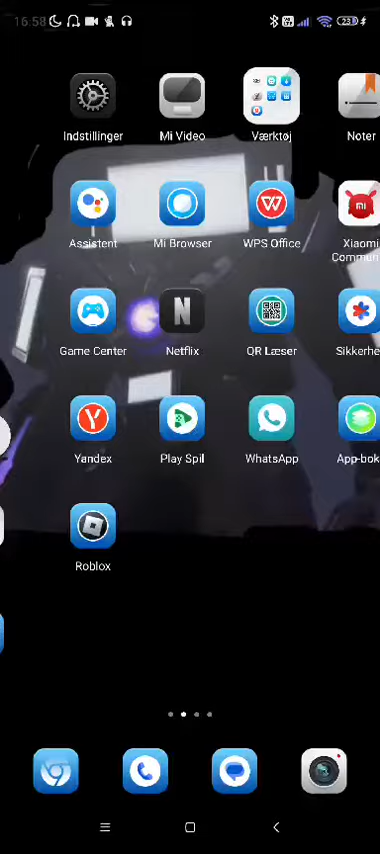 16:58 23
Indstillinger Mi Video Værktøj Noter
Assistent Mi Browser WPS Office Xiaomi
Commun
Game Center Netflix QR Læser Sikkerhe
Yandex Play Spil WhatsApp App-bok
Roblox